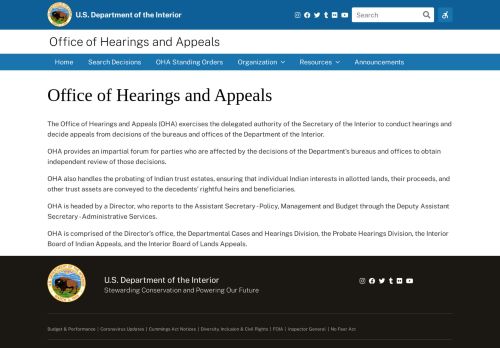 U.S. Department of the Interior
Search
Office of Hearings and Appeals
Home Search Decisions OHA Standing Orders Organization Resources Announcements
Office of Hearings and Appeals
The Office of Hearings and Appeals (OHA) exercises the delegated authority of the Secretary of the Interior to conduct hearings and
decide appeals from decisions of the bureaus and offices of the Department of the Interior.
OHA provides an impartial forum for parties who are affected by the decisions of the Department's bureaus and offices to obtain
independent review of those decisions.
OHA also handles the probating of Indian trust estates, ensuring that individual Indian interests in allotted lands, their proceeds, and
other trust assets are conveyed to the decedents' rightful heirs and beneficiaries.
OHA is headed by a Director, who reports to the Assistant Secretary - Policy, Management and Budget through the Deputy Assistant
Secretary - Administrative Services.
OHA is comprised of the Director's office, the Departmental Cases and Hearings Division, the Probate Hearings Division, the Interior
Board of Indian Appeals, and the Interior Board of Lands Appeals.
U.S. Department of the Interior
Stewarding Conservation and Powering Our Future
Budget & Performance | Coronavirus Updates | Cummings Act Notices | Diversity, Inclusion & Civil Rights | FOIA | Inspector General | No Fear Act